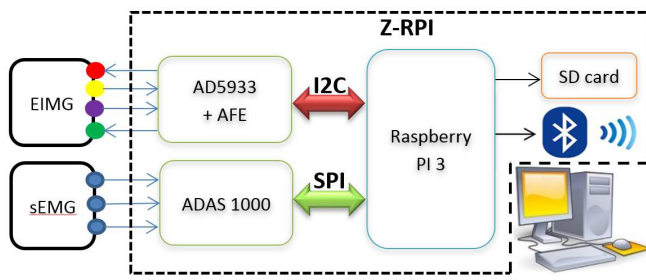 Z-RPI
EIMG
AD5933
+ AFE
I2C
Raspberry
PI 3
SD card
sEMG
ADAS 1000
SPI